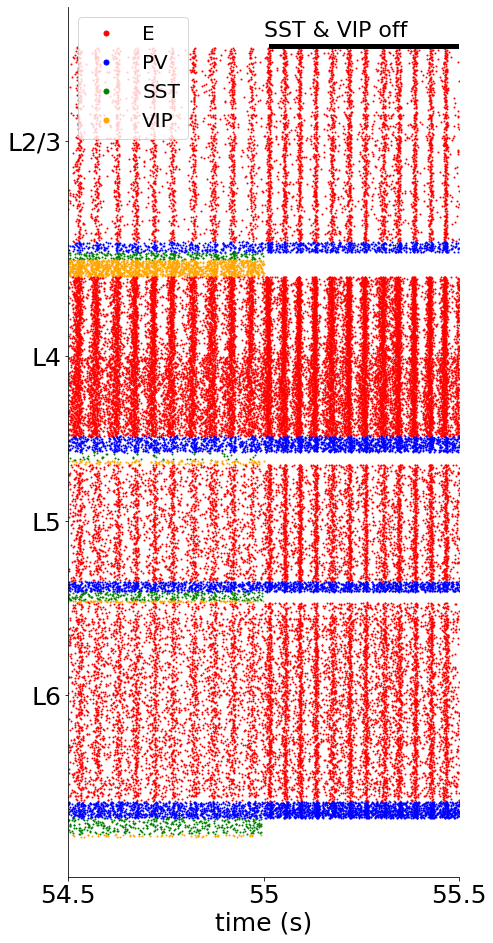 SST & VIP off
E
PV
SST
VIP
L2/3
L4
L5
L6
54.5
55
55.5
time (s)